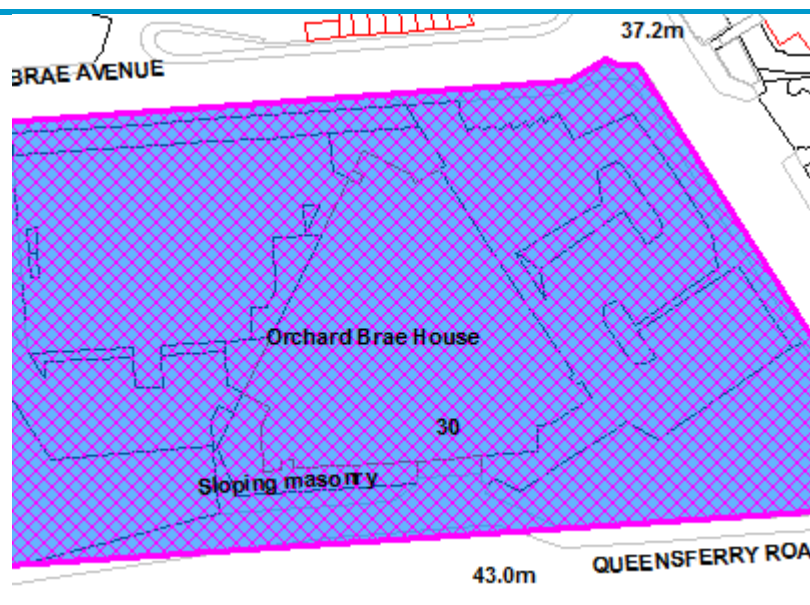 37.2m
BRAE AVENUE
Orchard Brae House
30
Sloping masonry
QUEENSFERRY ROA
43.0m